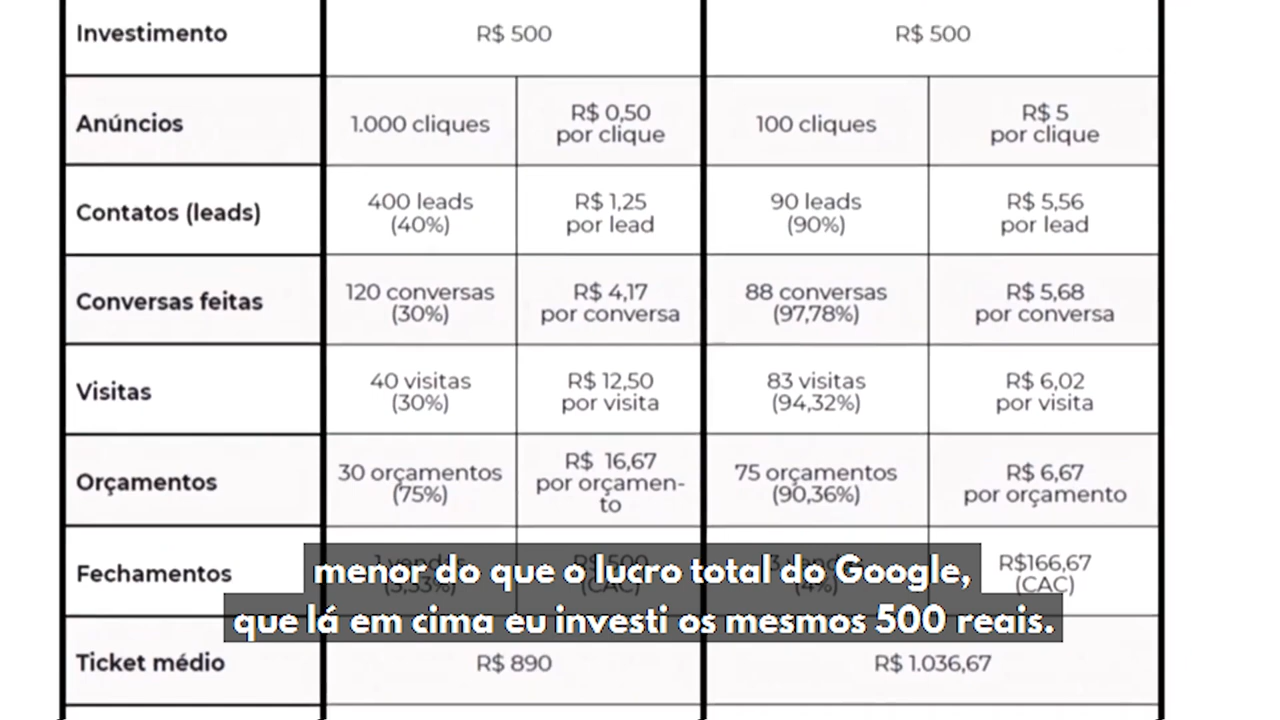 Investimento
R$ 500
R$ 500
Anúncios
1.000 cliques
R$ 0,50
por clique
100 cliques
R$ 5
por clique
Contatos (leads)
400 leads
(40%)
R$ 1,25
por lead
90 leads
(90%)
R$ 5,56
por lead
Conversas feitas
120 conversas
(30%)
R$ 4,17
por conversa
88 conversas
(97,78%)
R$ 5,68
por conversa
Visitas
40 visitas
(30%)
R$ 12,50
por visita
83 visitas
(94,32%)
R$ 6,02
por visita
Orçamentos
30 orçamentos
(75%)
R$ 16,67
por orçamen-
to
75 orçamentos
(90,36%)
R$ 6,67
por orçamento
Fechamentos
R$166,67
(CAC)
menor do que o lucro total do Google,
que lá em cima eu investi os mesmos 500 reais.
Ticket médio
R$ 890
R$ 1.036,67